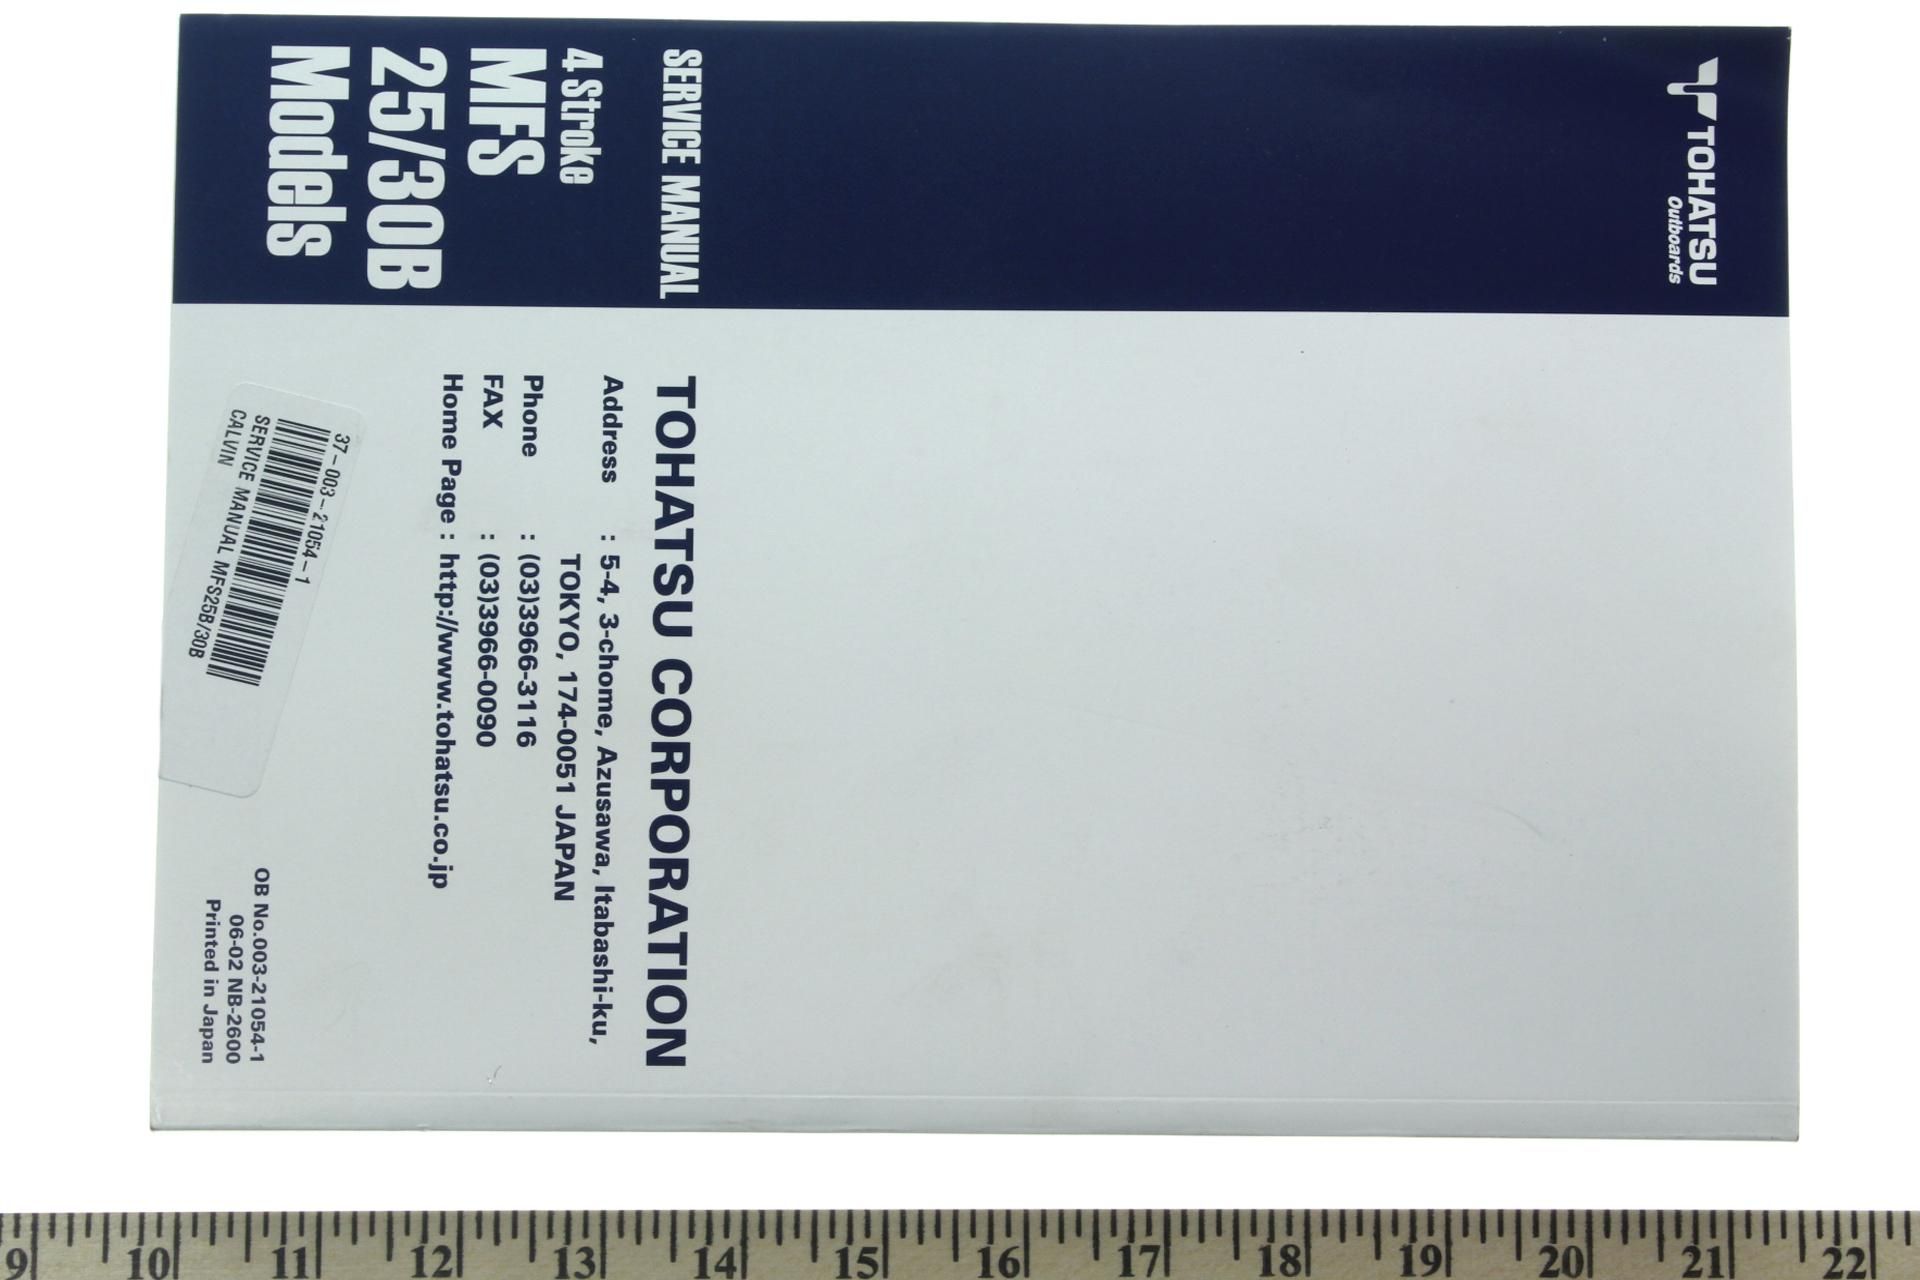 TOHATSU
Outboards
SERVICE MANUAL
4 Stroke
MFS
25/30B
Models
TOHATSU CORPORATION
Address : 5-4, 3-chome, Azusawa, Itabashi-ku,
TOKYO, 174-0051 JAPAN
Phone : (03)3966-3116
FAX : (03)3966-0090
Home Page : http://www.tohatsu.co.jp
37-003-21054-1
SERVICE MANUAL MFS25B/30B
CALVIN
OB No.003-21054-1
06-02 NB-2600
Printed in Japan
9 10 11 12 13 14 15 16 17 18 19 20 21 22